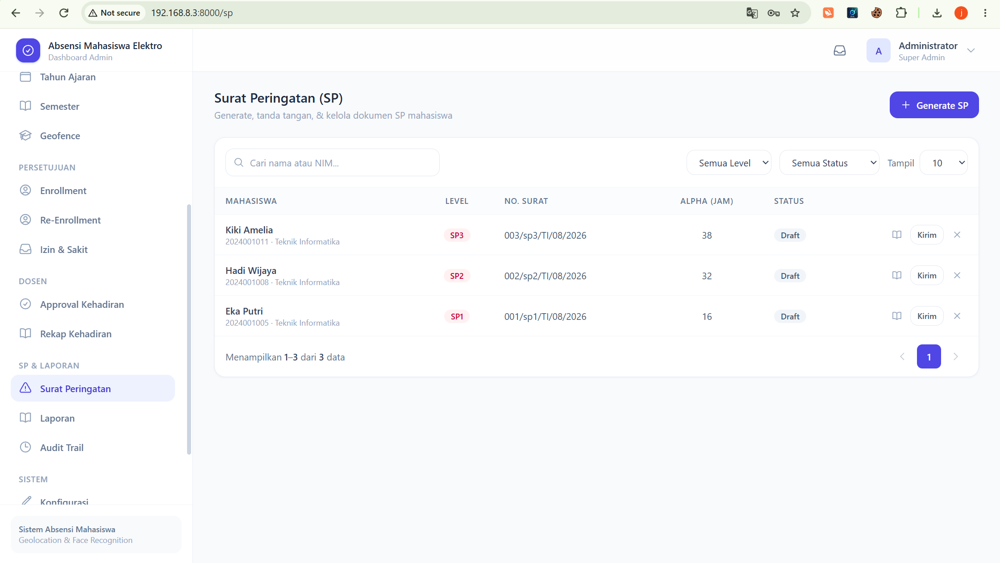 Not secure
192.168.8.3:8000/sp
j
Absensi Mahasiswa Elektro
Dashboard Admin
A
Administrator
Super Admin
Tahun Ajaran
Semester
Geofence
PERSETUJUAN
Enrollment
Re-Enrollment
Izin & Sakit
DOSEN
Approval Kehadiran
Rekap Kehadiran
SP & LAPORAN
Surat Peringatan
Laporan
Audit Trail
SISTEM
Konfigurasi
Sistem Absensi Mahasiswa
Geolocation & Face Recognition
Surat Peringatan (SP)
Generate, tanda tangan, & kelola dokumen SP mahasiswa
Generate SP
Cari nama atau NIM...
Semua Level
Semua Status
Tampil
10
MAHASISWA LEVEL NO. SURAT ALPHA (JAM) STATUS
Kiki Amelia
2024001011 · Teknik Informatika
SP3
003/sp3/TI/08/2026
38
Draft
Kirim
Hadi Wijaya
2024001008 · Teknik Informatika
SP2
002/sp2/TI/08/2026
32
Draft
Kirim
Eka Putri
2024001005 · Teknik Informatika
SP1
001/sp1/TI/08/2026
16
Draft
Kirim
Menampilkan 1–3 dari 3 data
1